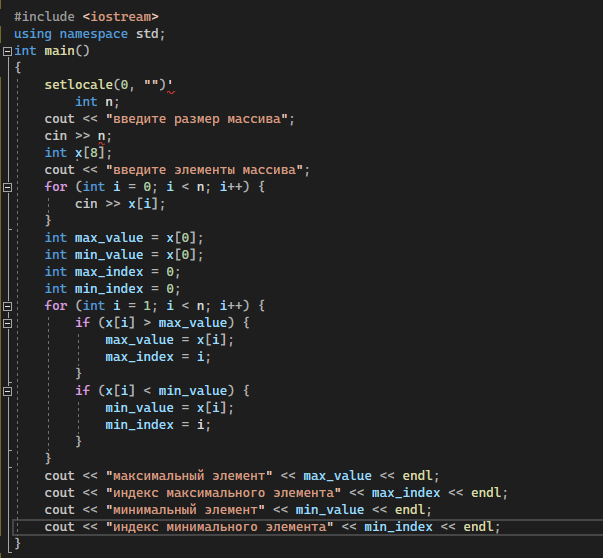 #include <iostream>
using namespace std;
int main()
{
    setlocale(0, "")'
        int n;
    cout << "введите размер массива";
    cin >> n;
    int x[8];
    cout << "введите элементы массива";
    for (int i = 0; i < n; i++) {
        cin >> x[i];
    }
    int max_value = x[0];
    int min_value = x[0];
    int max_index = 0;
    int min_index = 0;
    for (int i = 1; i < n; i++) {
        if (x[i] > max_value) {
            max_value = x[i];
            max_index = i;
        }
        if (x[i] < min_value) {
            min_value = x[i];
            min_index = i;
        }
    }
    cout << "максимальный элемент" << max_value << endl;
    cout << "индекс максимального элемента" << max_index << endl;
    cout << "минимальный элемент" << min_value << endl;
    cout << "индекс минимального элемента" << min_index << endl;
}